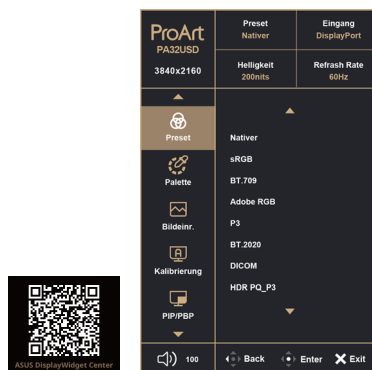 ProArt
PA32USD
3840x2160
Preset
Nativer
Eingang
DisplayPort
Helligkeit
200nits
Refrash Rate
60Hz
Preset
Palette
Bildeinr.
Kalibrierung
PIP/PBP
Nativer
sRGB
BT.709
Adobe RGB
P3
BT.2020
DICOM
HDR PQ_P3
100
Back
Enter
Exit
ASUS DisplayWidget Center